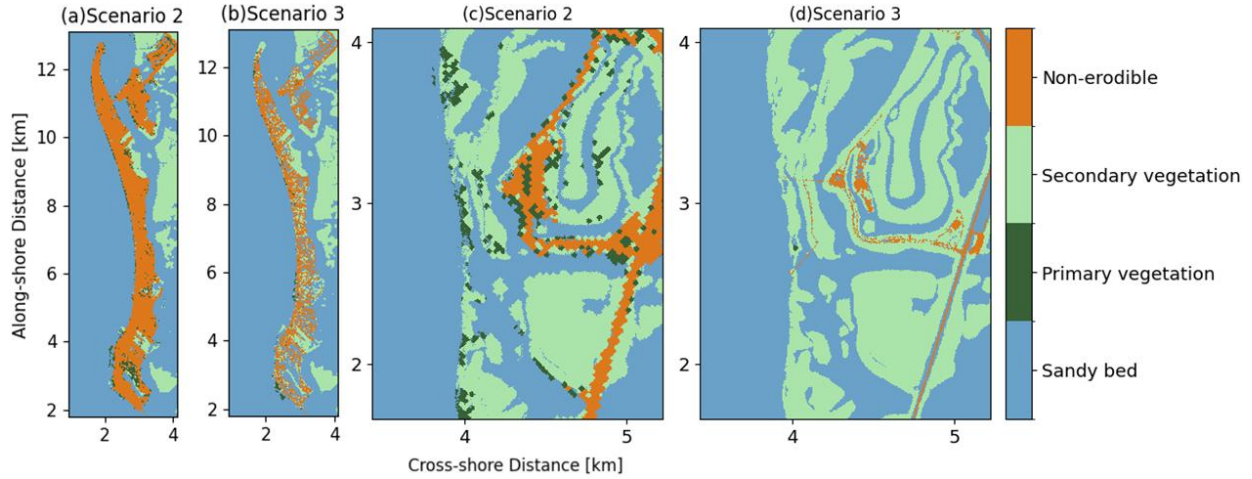 (a)Scenario 2
(b)Scenario 3
(c)Scenario 2
(d)Scenario 3
Along-shore Distance [km]
12
10
8
6
4
2
2
4
12
10
8
6
4
2
2
4
4
3
2
4
5
4
3
2
4
5
Cross-shore Distance [km]
Non-erodible
Secondary vegetation
Primary vegetation
Sandy bed